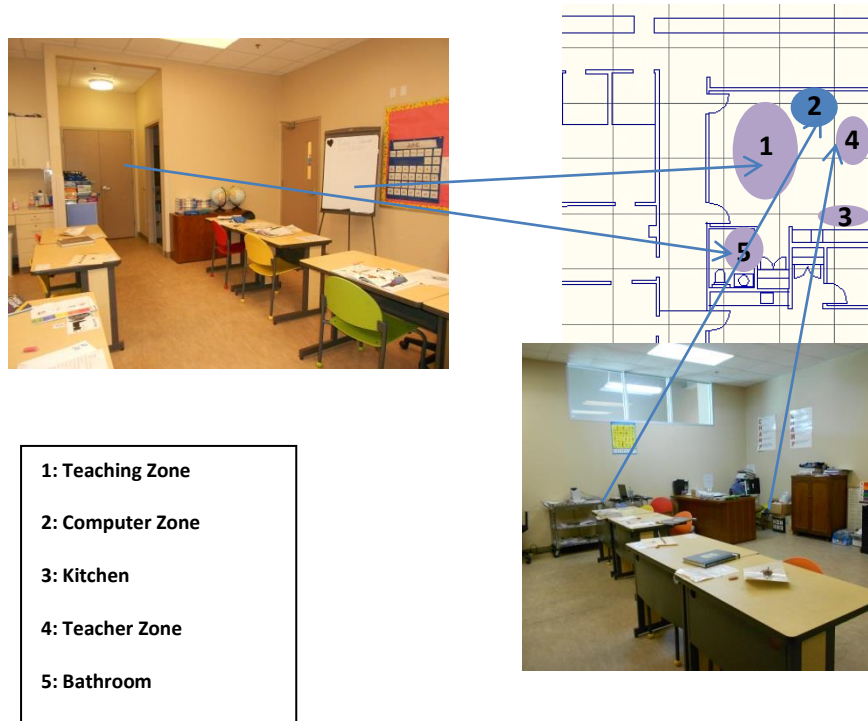 1
2
4
3
5
1: Teaching Zone
2: Computer Zone
3: Kitchen
4: Teacher Zone
5: Bathroom